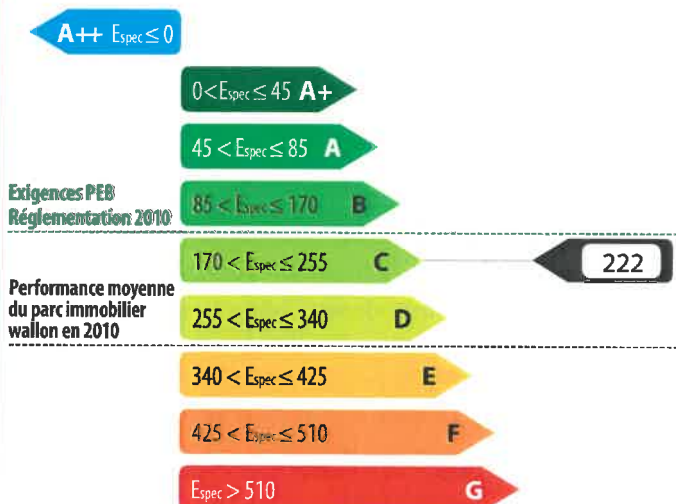 A++ Espec ≤ 0
0 < Espec ≤ 45 A+
45 < Espec ≤ 85 A
Exigences PEB
Réglementation 2010
85 < Espec ≤ 170 B
170 < Espec ≤ 255 C
222
Performance moyenne
du parc immobilier
wallon en 2010
255 < Espec ≤ 340 D
340 < Espec ≤ 425 E
425 < Espec ≤ 510 F
Espec > 510 G